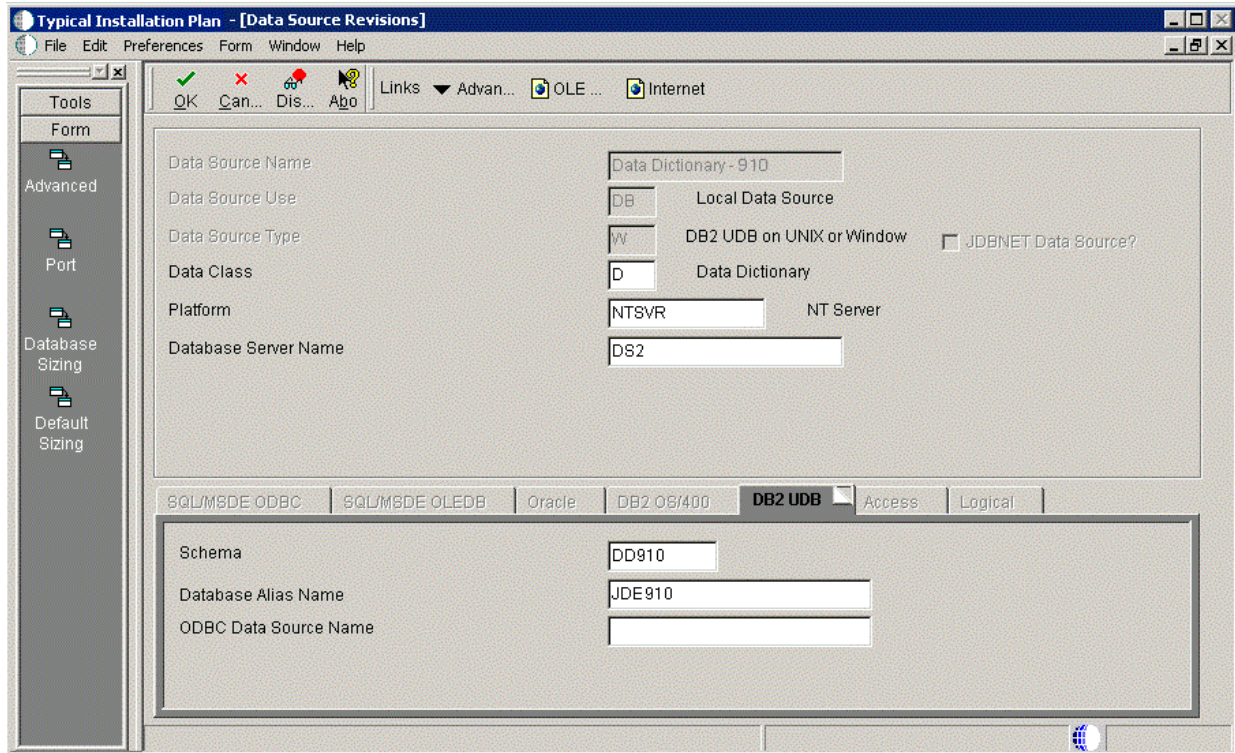 Typical Installation Plan - [Data Source Revisions]
File Edit Preferences Form Window Help
Tools
Form
Advanced
Port
Database
Sizing
Default
Sizing
OK Can... Dis... Abo Links Advan... OLE ... Internet
Data Source Name Data Dictionary - 910
Data Source Use DB Local Data Source
Data Source Type W DB2 UDB on UNIX or Window JDBNET Data Source?
Data Class D Data Dictionary
Platform NTSVR NT Server
Database Server Name DS2
SQL/MSDE ODBC SQL/MSDE OLEDB Oracle DB2 OS/400 DB2 UDB Access Logical
Schema DD910
Database Alias Name JDE910
ODBC Data Source Name